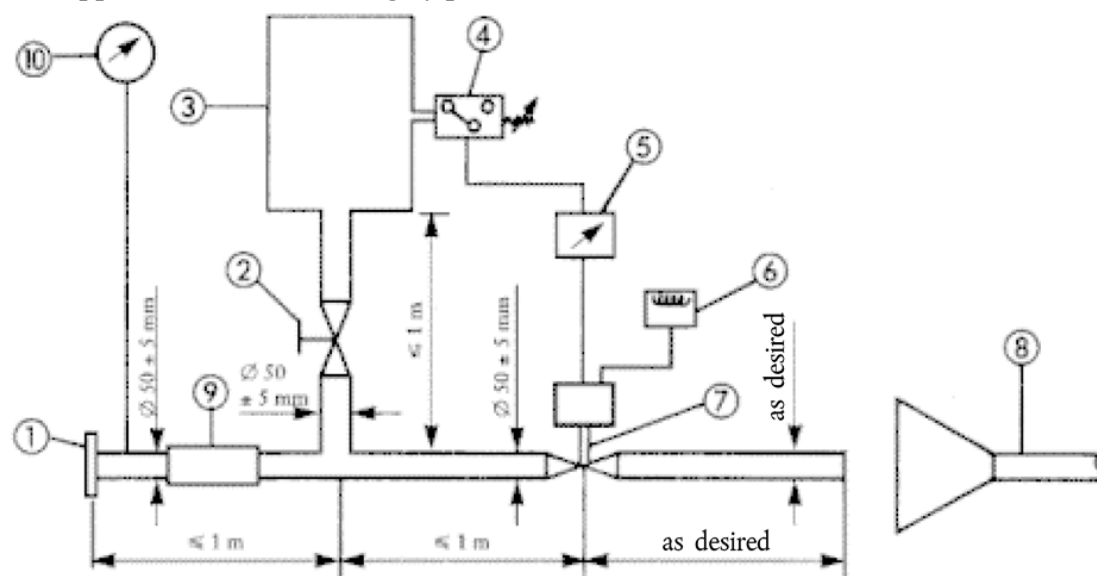 10
4
3
5
2
6
≤ 1 m
as desired
Ø 50 ± 5 mm
Ø 50
± 5 mm
Ø 50 ± 5 mm
8
9
7
1
≤ 1 m
≤ 1 m
as desired